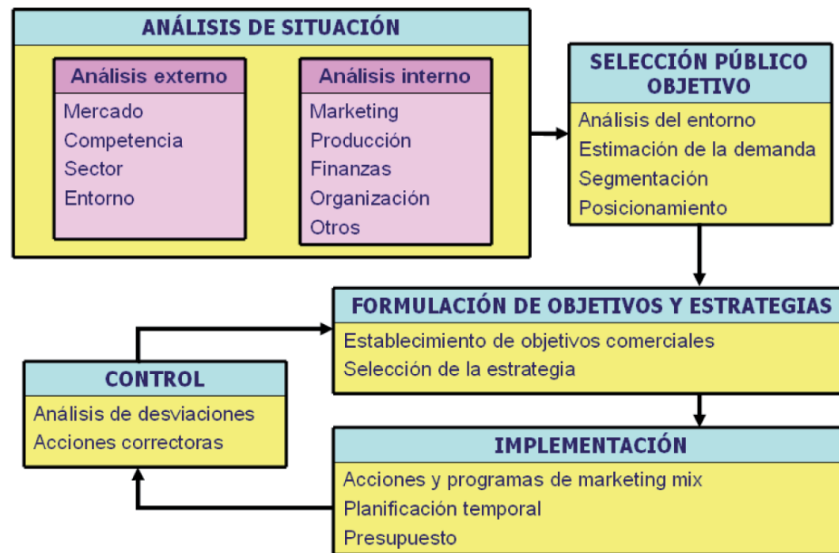 ANÁLISIS DE SITUACIÓN
Análisis externo
Mercado
Competencia
Sector
Entorno
Análisis interno
Marketing
Producción
Finanzas
Organización
Otros
SELECCIÓN PÚBLICO
OBJETIVO
Análisis del entorno
Estimación de la demanda
Segmentación
Posicionamiento
FORMULACIÓN DE OBJETIVOS Y ESTRATEGIAS
Establecimiento de objetivos comerciales
Selección de la estrategia
IMPLEMENTACIÓN
Acciones y programas de marketing mix
Planificación temporal
Presupuesto
CONTROL
Análisis de desviaciones
Acciones correctoras